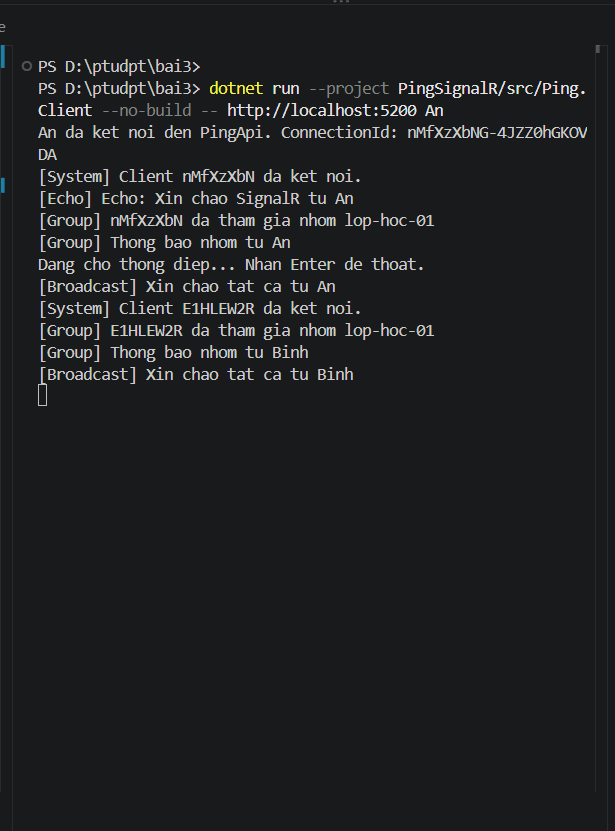 e
PS D:\ptudpt\bai3>
PS D:\ptudpt\bai3> dotnet run --project PingSignalR/src/Ping.
Client --no-build -- http://localhost:5200 An
An da ket noi den PingApi. ConnectionId: nMfXzXbNG-4JZZ0hGKOV
DA
[System] Client nMfXzXbN da ket noi.
[Echo] Echo: Xin chao SignalR tu An
[Group] nMfXzXbN da tham gia nhom lop-hoc-01
[Group] Thong bao nhom tu An
Dang cho thong diep... Nhan Enter de thoat.
[Broadcast] Xin chao tat ca tu An
[System] Client E1HLEW2R da ket noi.
[Group] E1HLEW2R da tham gia nhom lop-hoc-01
[Group] Thong bao nhom tu Binh
[Broadcast] Xin chao tat ca tu Binh